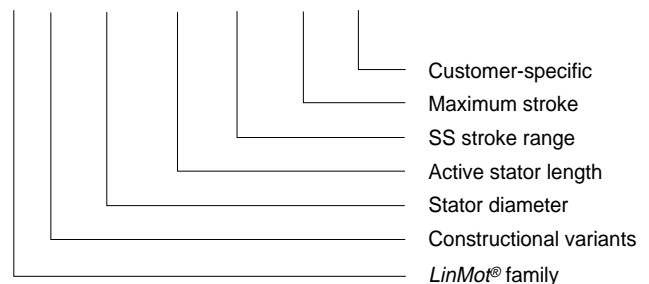 Customer-specific
Maximum stroke
SS stroke range
Active stator length
Stator diameter
Constructional variants
LinMot® family